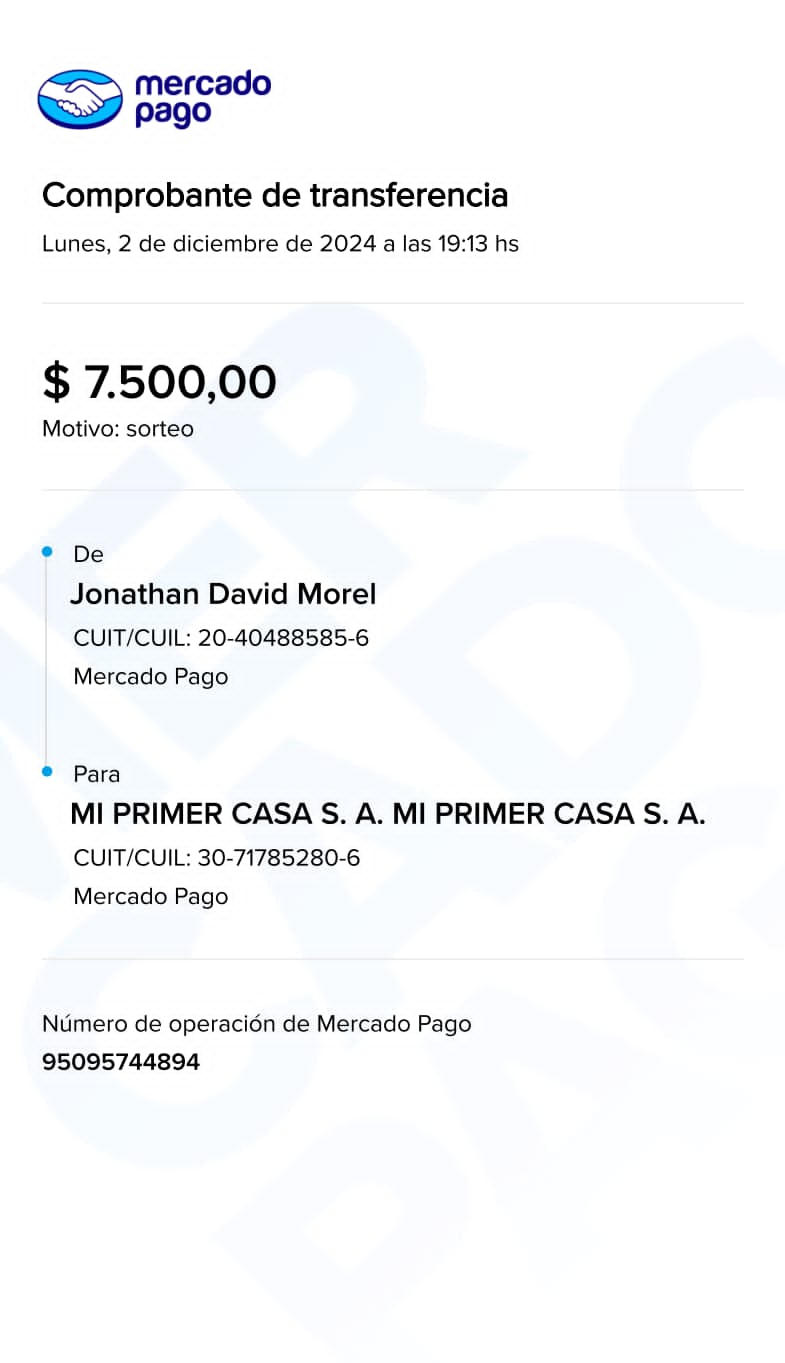 mercado
pago
Comprobante de transferencia
Lunes, 2 de diciembre de 2024 a las 19:13 hs
$ 7.500,00
Motivo: sorteo
De
Jonathan David Morel
CUIT/CUIL: 20-40488585-6
Mercado Pago
Para
MI PRIMER CASA S. A. MI PRIMER CASA S. A.
CUIT/CUIL: 30-71785280-6
Mercado Pago
Número de operación de Mercado Pago
95095744894